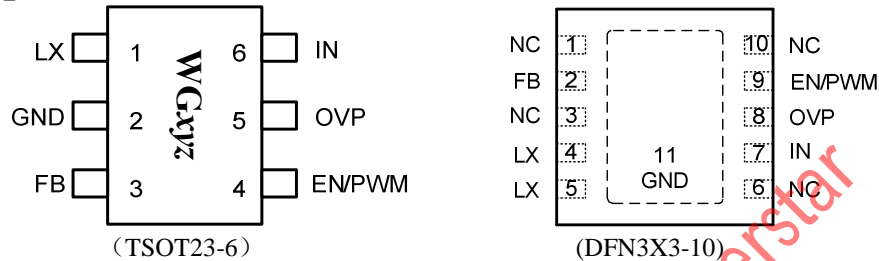 LX 1 6 IN
GND 2 5 OVP
FB 3 4 EN/PWM
WGxyz
（TSOT23-6）
NC 1 10 NC
FB 2 9 EN/PWM
NC 3 8 OVP
LX 4 7 IN
LX 5 6 NC
11
GND
(DFN3X3-10)